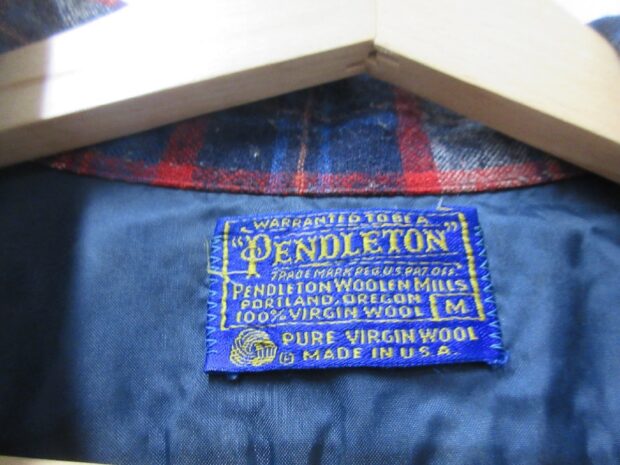 WARRANTED TO BE A
"PENDLETON"
TRADE MARK REG. U.S. PAT. OFF.
PENDLETON WOOLEN MILLS
PORTLAND, OREGON
100% VIRGIN WOOL M
PURE VIRGIN WOOL
MADE IN U.S.A.